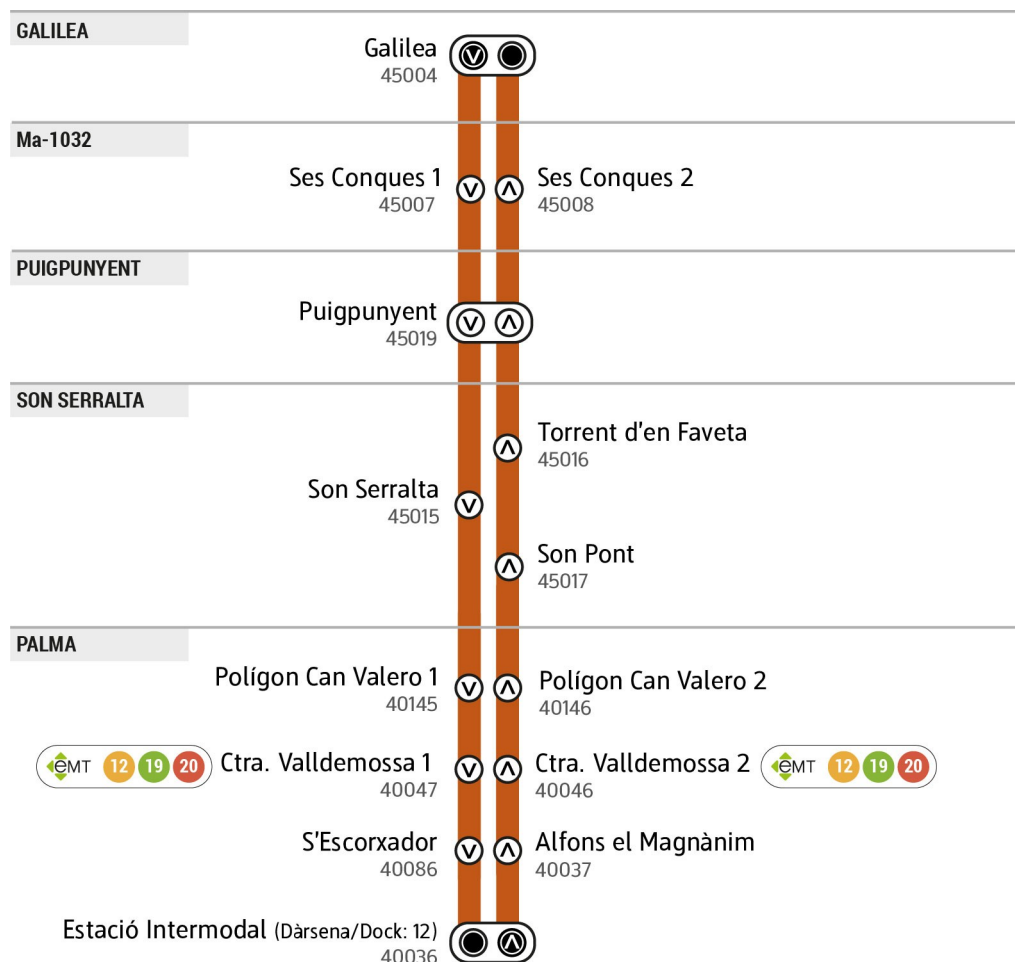 GALILEA
Galilea
45004
Ma-1032
Ses Conques 1
45007
Ses Conques 2
45008
PUIGPUNYENT
Puigpunyent
45019
SON SERRALTA
Torrent d'en Faveta
45016
Son Serralta
45015
Son Pont
45017
PALMA
Polígon Can Valero 1
40145
Polígon Can Valero 2
40146
eMT 12 19 20 Ctra. Valldemossa 1
40047
Ctra. Valldemossa 2 eMT 12 19 20
40046
S'Escorxador
40086
Alfons el Magnànim
40037
Estació Intermodal (Dàrsena/Dock: 12)
40036